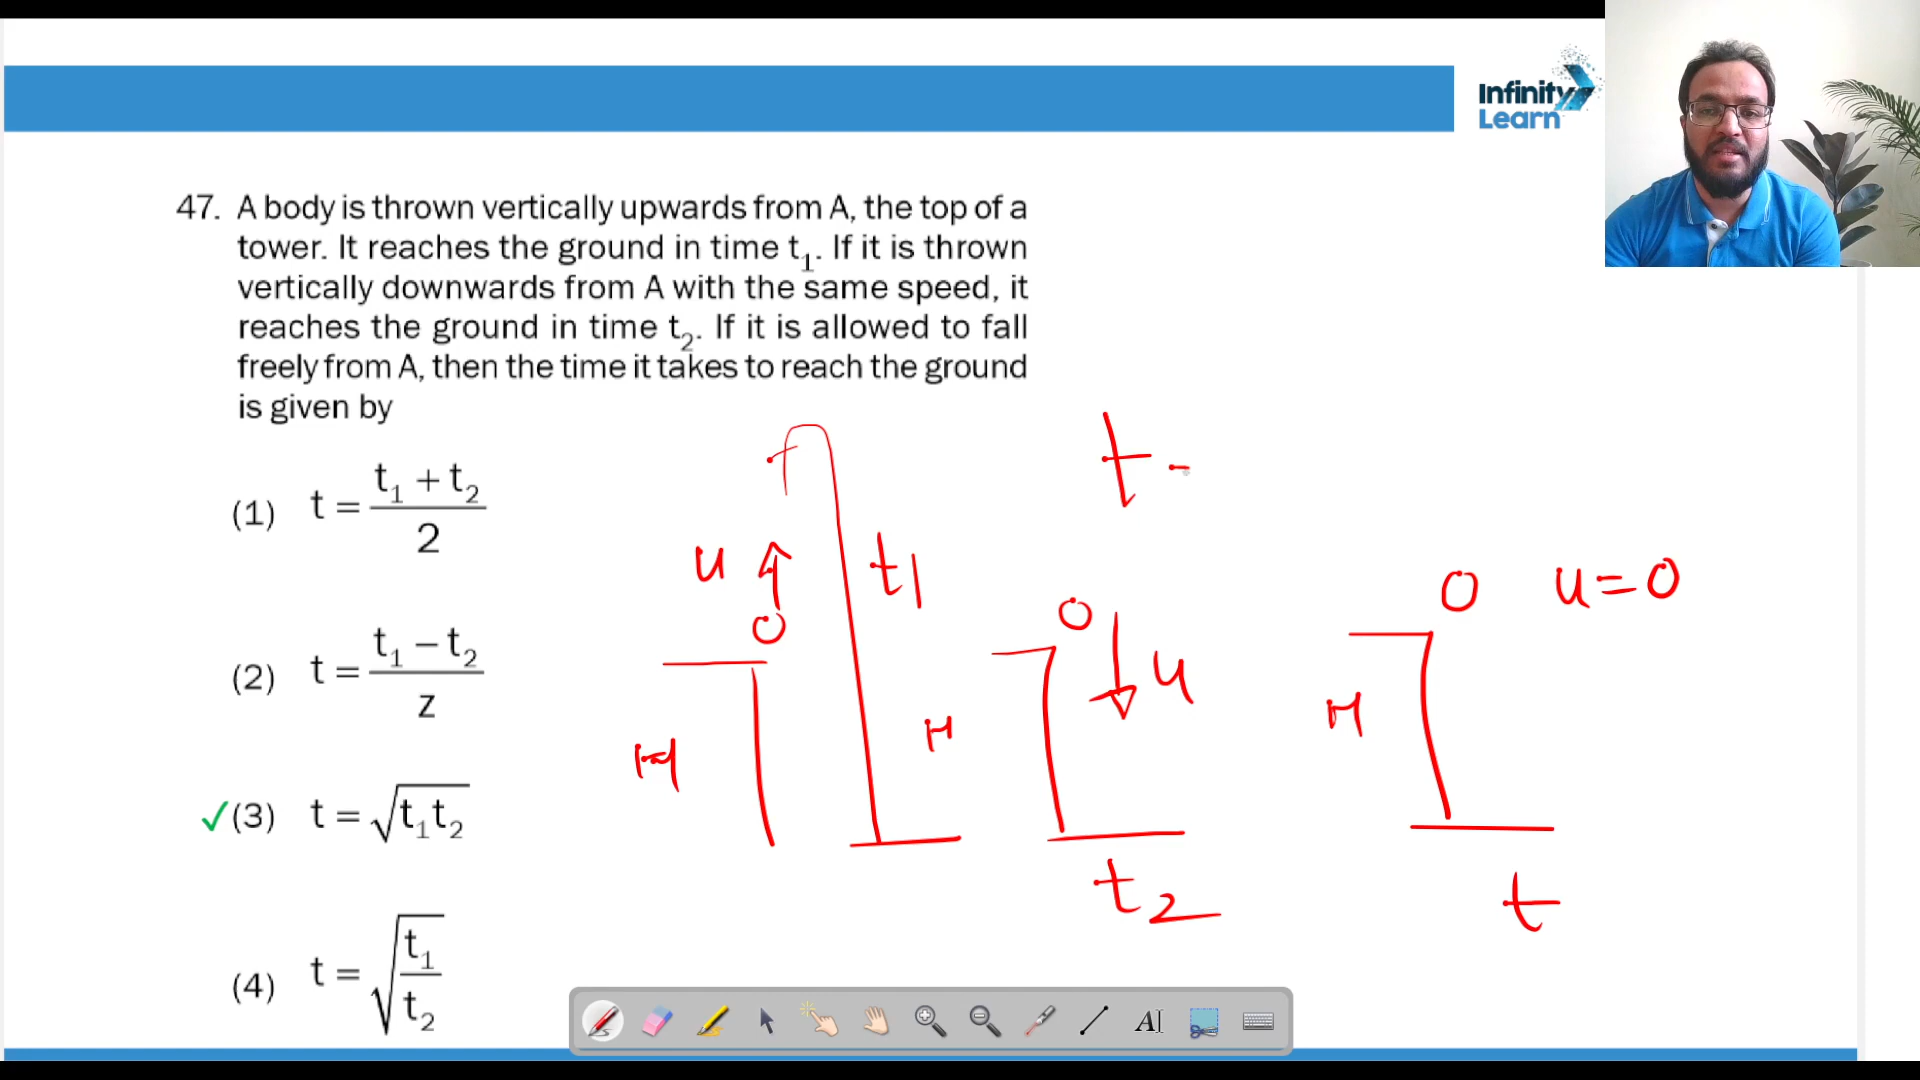 Infinity
Learn
47. A body is thrown vertically upwards from A, the top of a
tower. It reaches the ground in time t₁. If it is thrown
vertically downwards from A with the same speed, it
reaches the ground in time t₂. If it is allowed to fall
freely from A, then the time it takes to reach the ground
is given by
(1) t = (t₁ + t₂)/2
(2) t = (t₁ − t₂)/z
✓(3) t = √(t₁t₂)
(4) t = √(t₁/t₂)
t -
u
t1
H
H
u
t2
u=0
H
t
AI